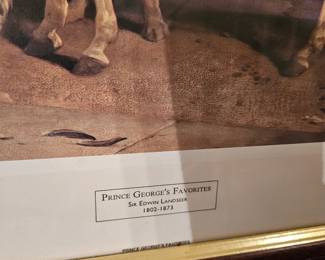 PRINCE GEORGE'S FAVORITES
SIR EDWIN LANDSEER
1802-1873
PRINCE GEORGE'S FAVORITES